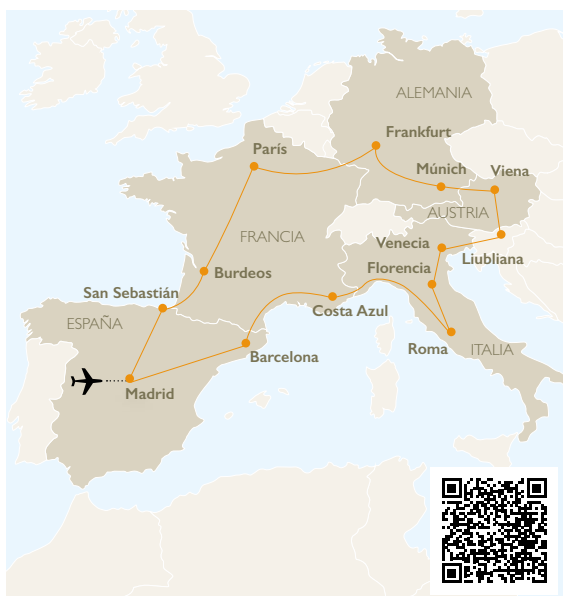 ALEMANIA
Frankfurt
París
Múnich
Viena
AUSTRIA
FRANCIA
Venecia
Liubliana
Florencia
Burdeos
San Sebastián
Costa Azul
ESPAÑA
Barcelona
Roma
ITALIA
Madrid